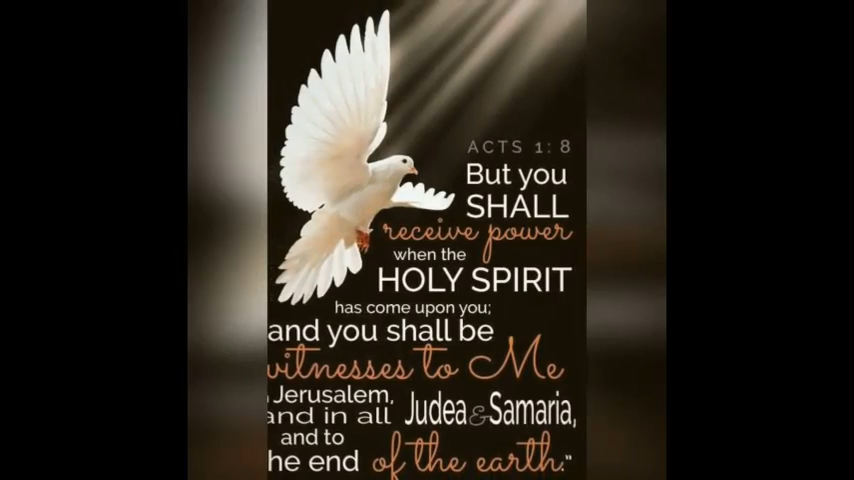 ACTS 1: 8
But you
SHALL
receive power
when the
HOLY SPIRIT
has come upon you;
and you shall be
witnesses to Me
Jerusalem,
and in all Judea & Samaria,
and to
he end of the earth."